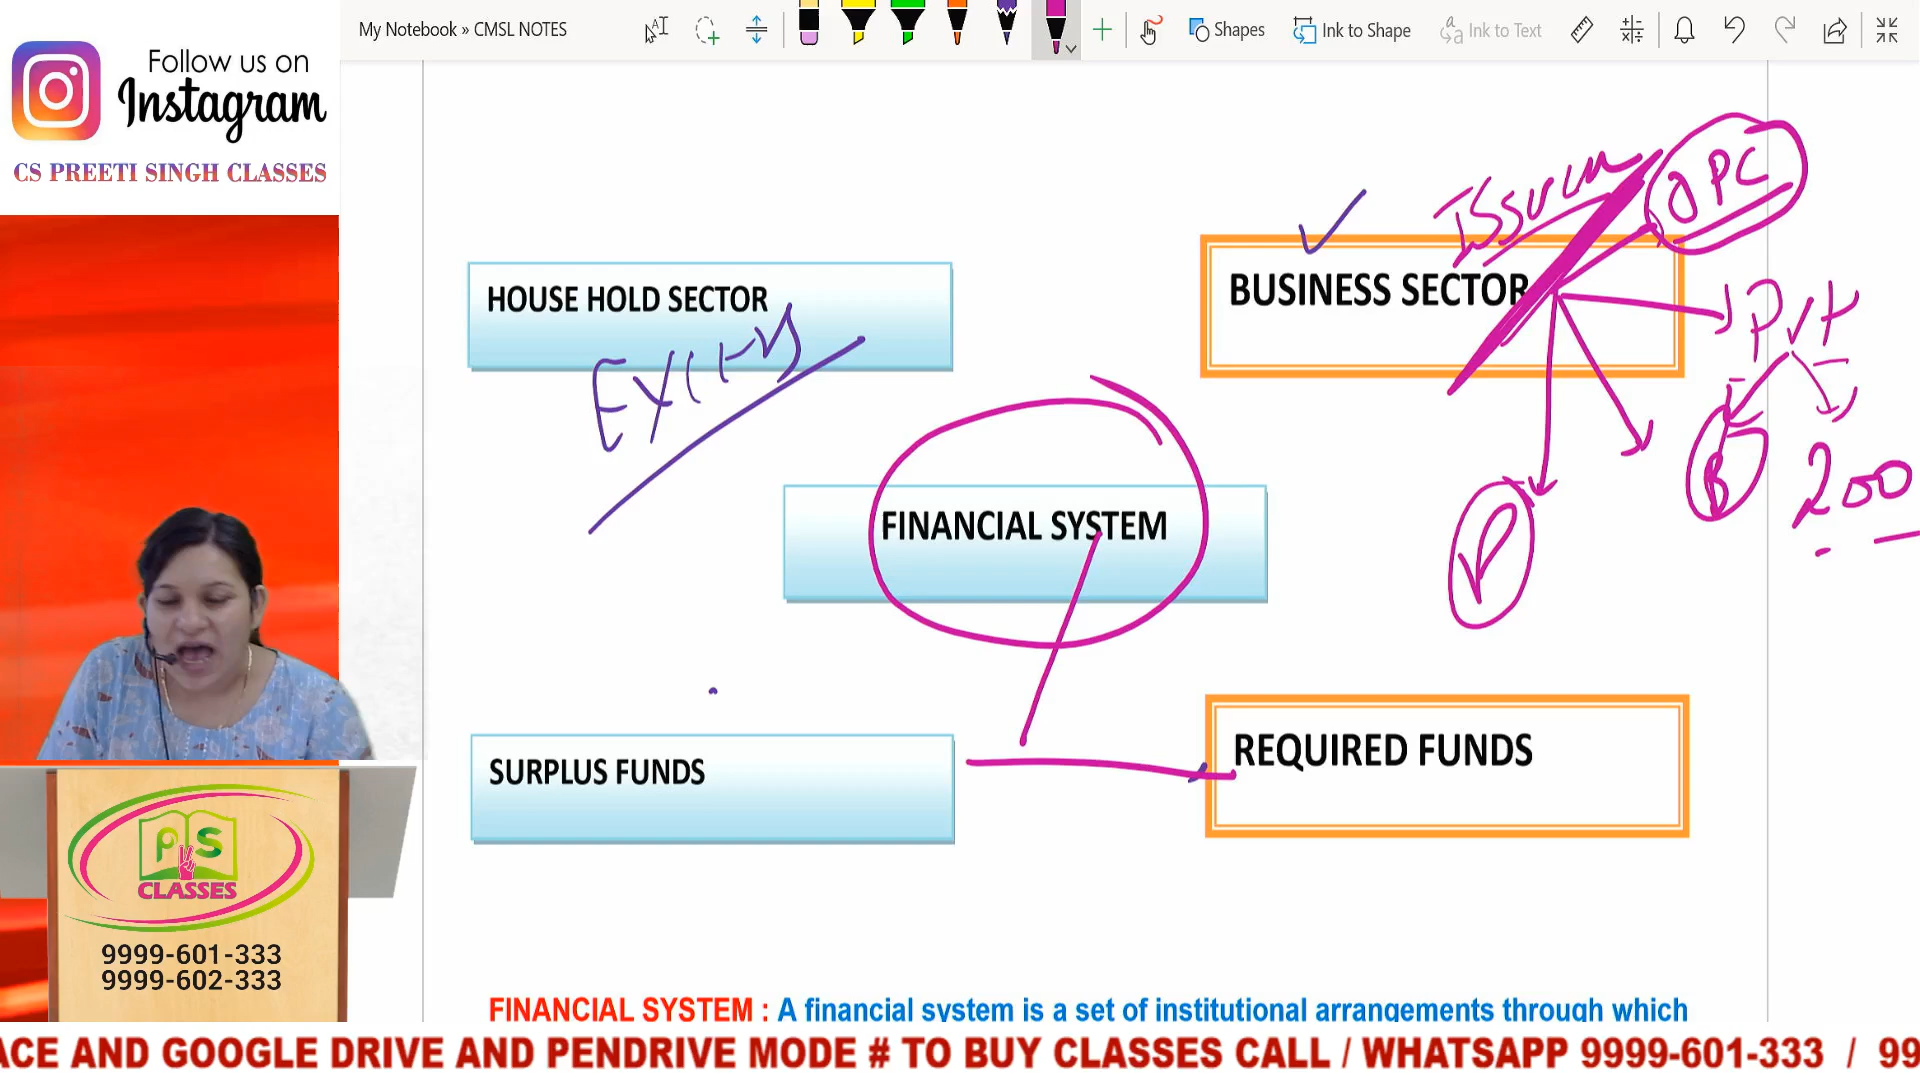 My Notebook » CMSL NOTES
Shapes
Ink to Shape
Ink to Text
Follow us on
Instagram
CS PREETI SINGH CLASSES
OPC
HOUSE HOLD SECTOR
BUSINESS SECTOR
Pvt
B
200
FINANCIAL SYSTEM
P
SURPLUS FUNDS
REQUIRED FUNDS
PS
CLASSES
9999-601-333
9999-602-333
FINANCIAL SYSTEM : A financial system is a set of institutional arrangements through which
ACE AND GOOGLE DRIVE AND PENDRIVE MODE # TO BUY CLASSES CALL / WHATSAPP 9999-601-333 / 99